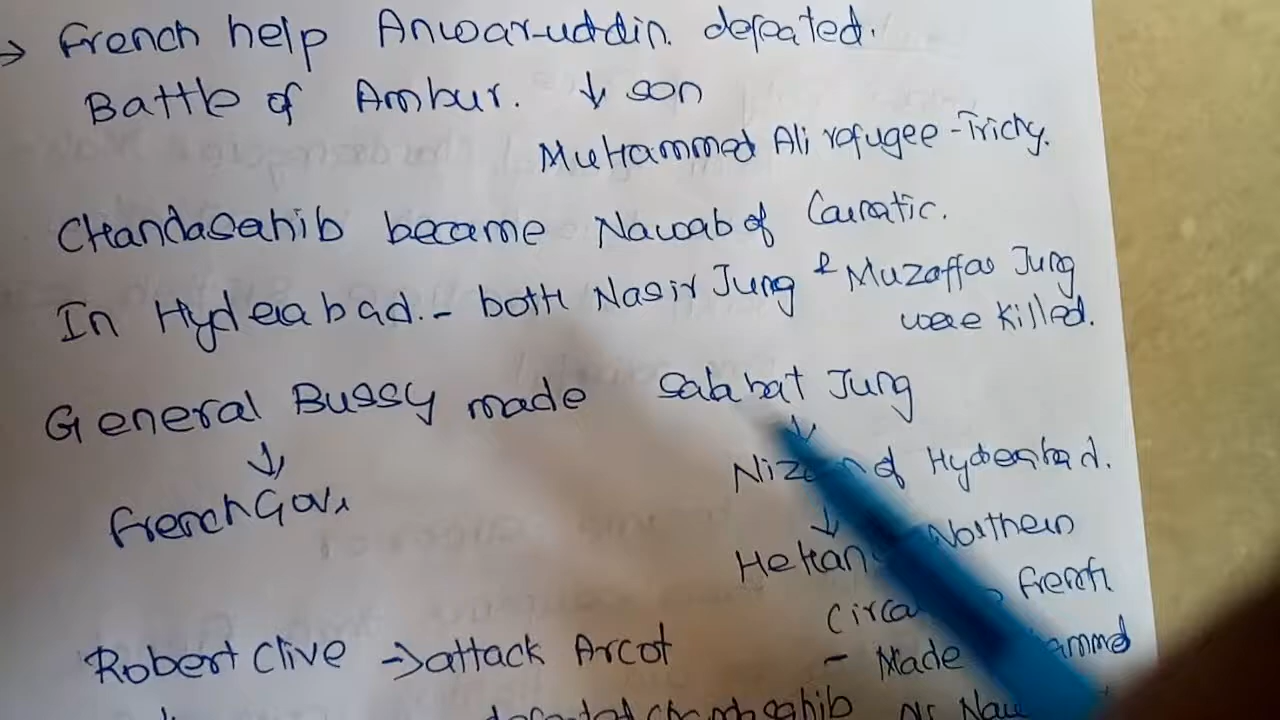 → French help Anwar-uddin defeated.
Battle of Ambur. ↓ son
Muhammed Ali refugee - Trichy.
Chandasahib became Nawab of Carnatic.
In Hyderabad. - both Nasir Jung & Muzaffar Jung
were killed.
General Bussy made Salabat Jung
↓ ↓
Nizam of Hyderabad.
French Gov.
↓
Northern
French
Robert Clive → attack Arcot
- Made
defeated chandasahib